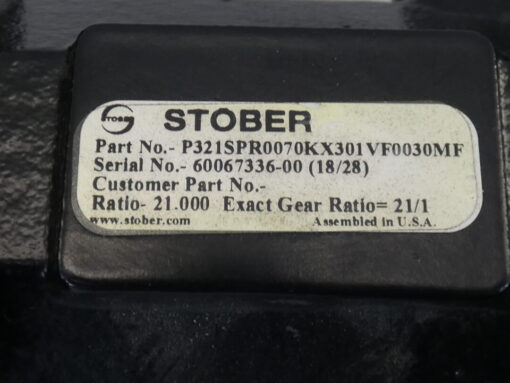 STOBER STOBER
Part No.- P321SPR0070KX301VF0030MF
Serial No.- 60067336-00 (18/28)
Customer Part No.-
Ratio- 21.000 Exact Gear Ratio= 21/1
www.stober.com Assembled in U.S.A.